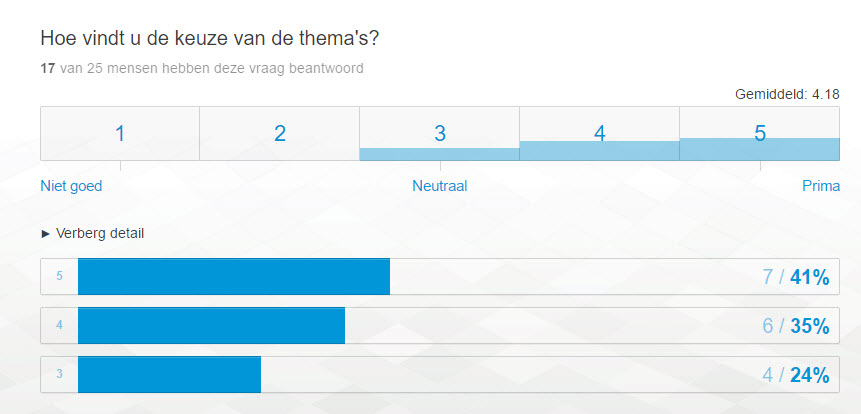 Hoe vindt u de keuze van de thema's?
17 van 25 mensen hebben deze vraag beantwoord
Gemiddeld: 4.18
1 2 3 4 5
Niet goed Neutraal Prima
► Verberg detail
5 7 / 41%
4 6 / 35%
3 4 / 24%